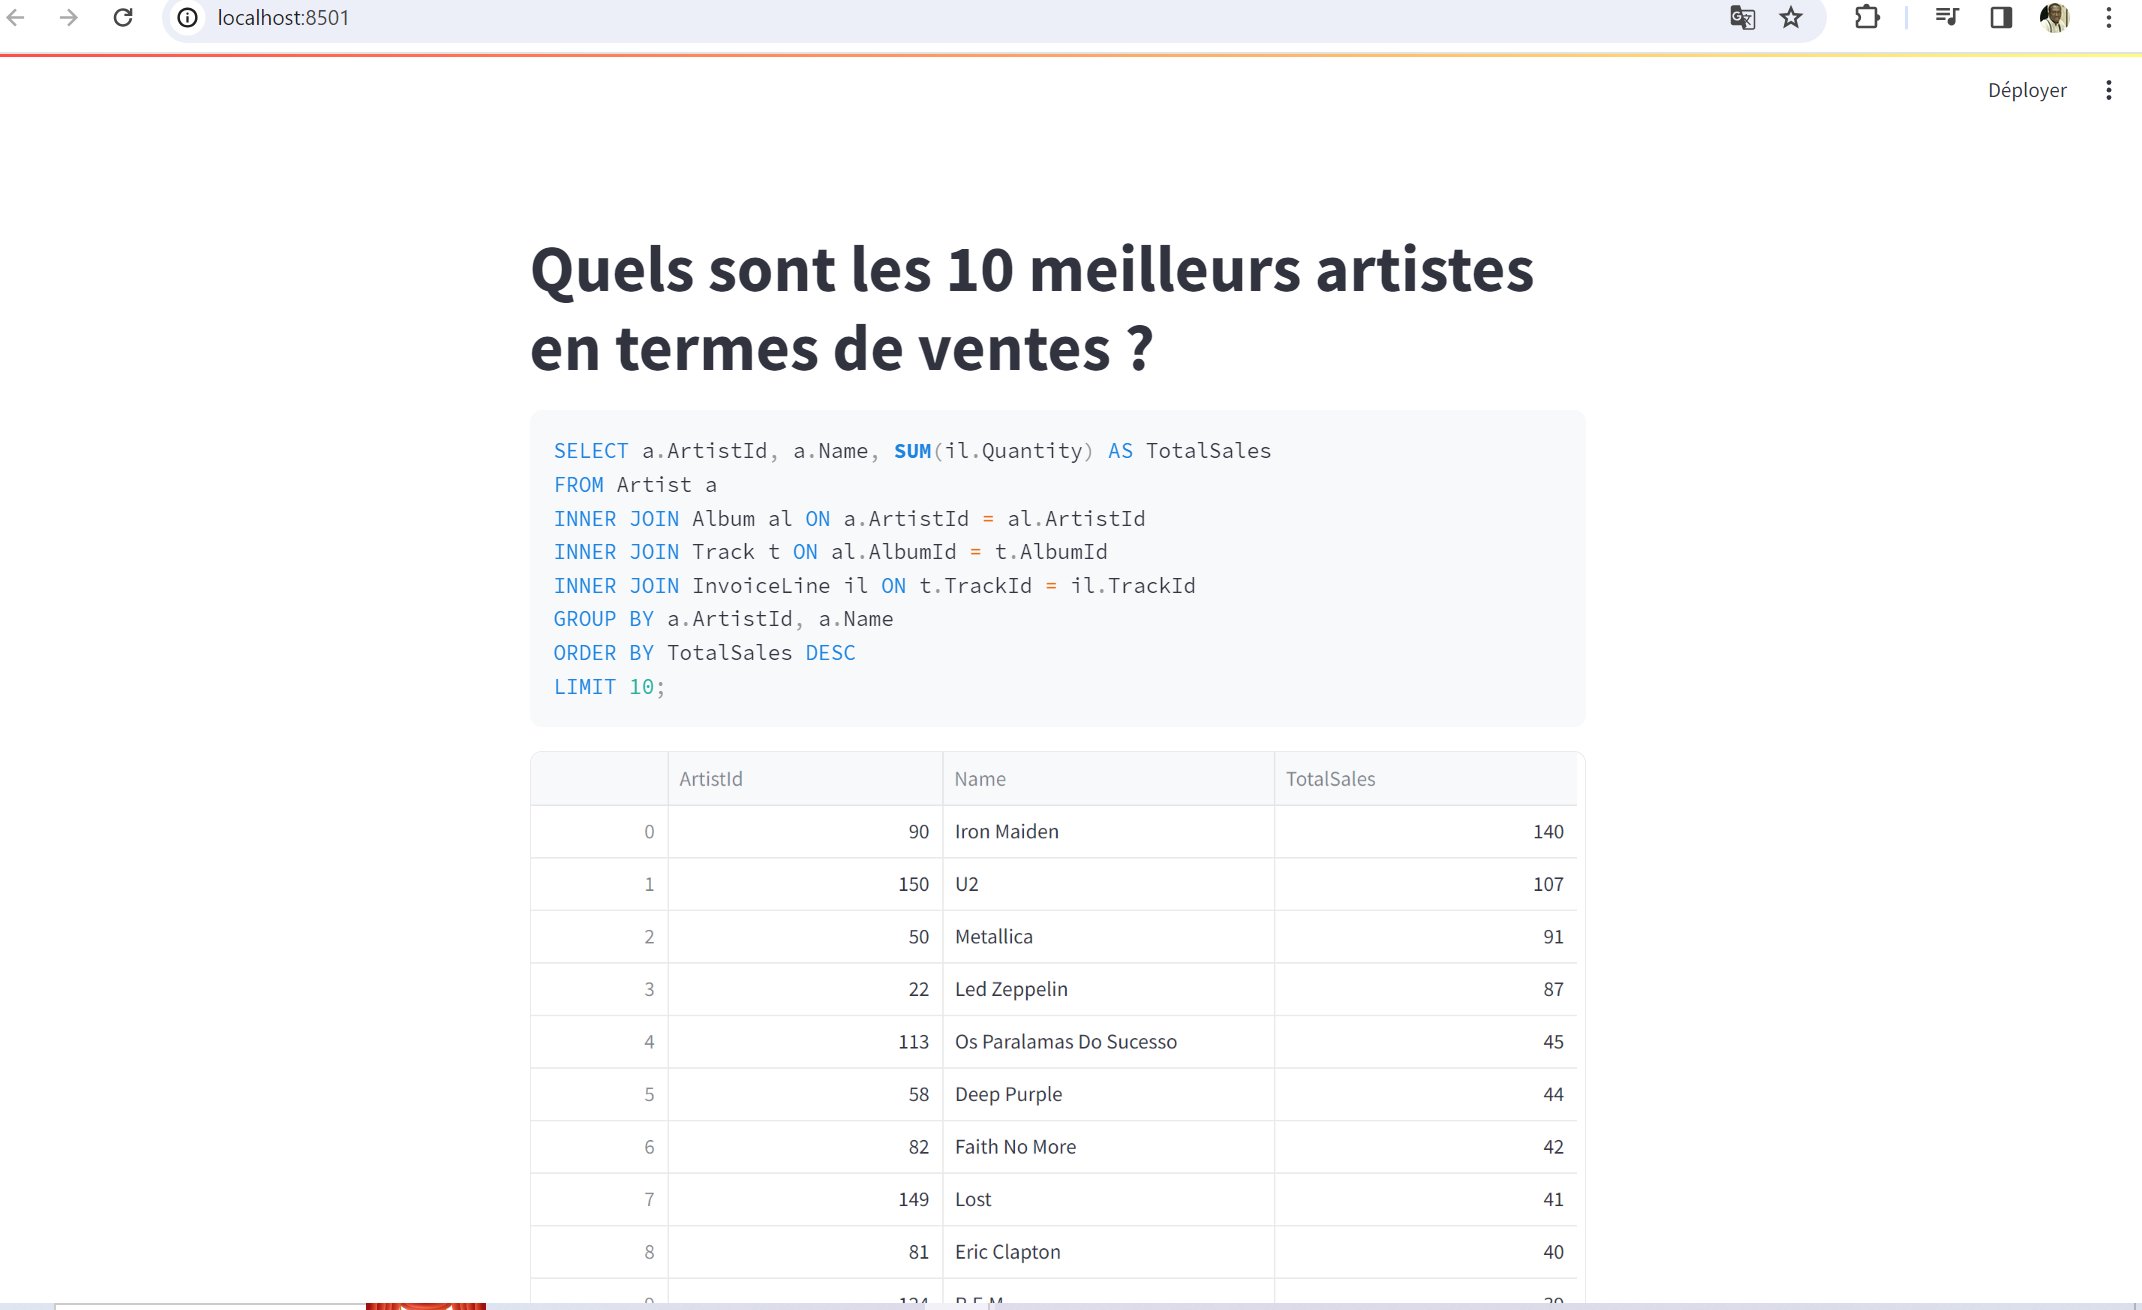 localhost:8501
Déployer
Quels sont les 10 meilleurs artistes
en termes de ventes ?
SELECT a.ArtistId, a.Name, SUM(il.Quantity) AS TotalSales
FROM Artist a
INNER JOIN Album al ON a.ArtistId = al.ArtistId
INNER JOIN Track t ON al.AlbumId = t.AlbumId
INNER JOIN InvoiceLine il ON t.TrackId = il.TrackId
GROUP BY a.ArtistId, a.Name
ORDER BY TotalSales DESC
LIMIT 10;
ArtistId Name TotalSales
0 90 Iron Maiden 140
1 150 U2 107
2 50 Metallica 91
3 22 Led Zeppelin 87
4 113 Os Paralamas Do Sucesso 45
5 58 Deep Purple 44
6 82 Faith No More 42
7 149 Lost 41
8 81 Eric Clapton 40